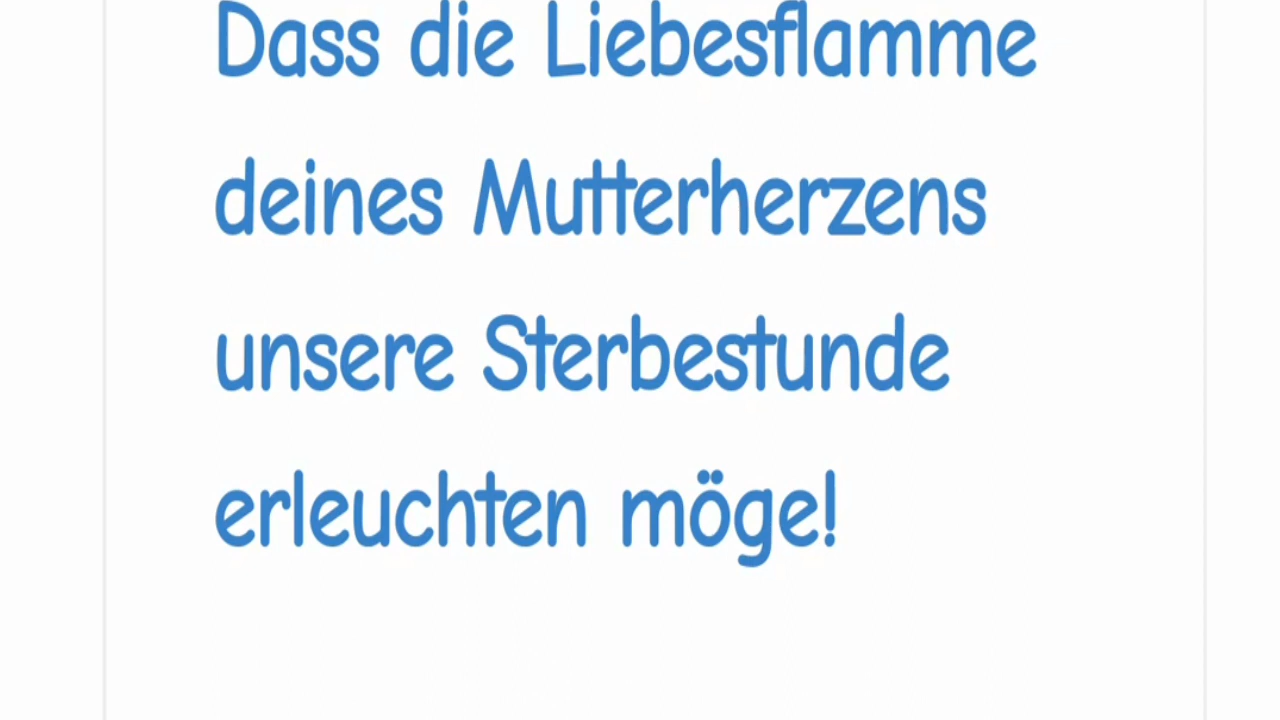 Dass die Liebesflamme
deines Mutterherzens
unsere Sterbestunde
erleuchten möge!